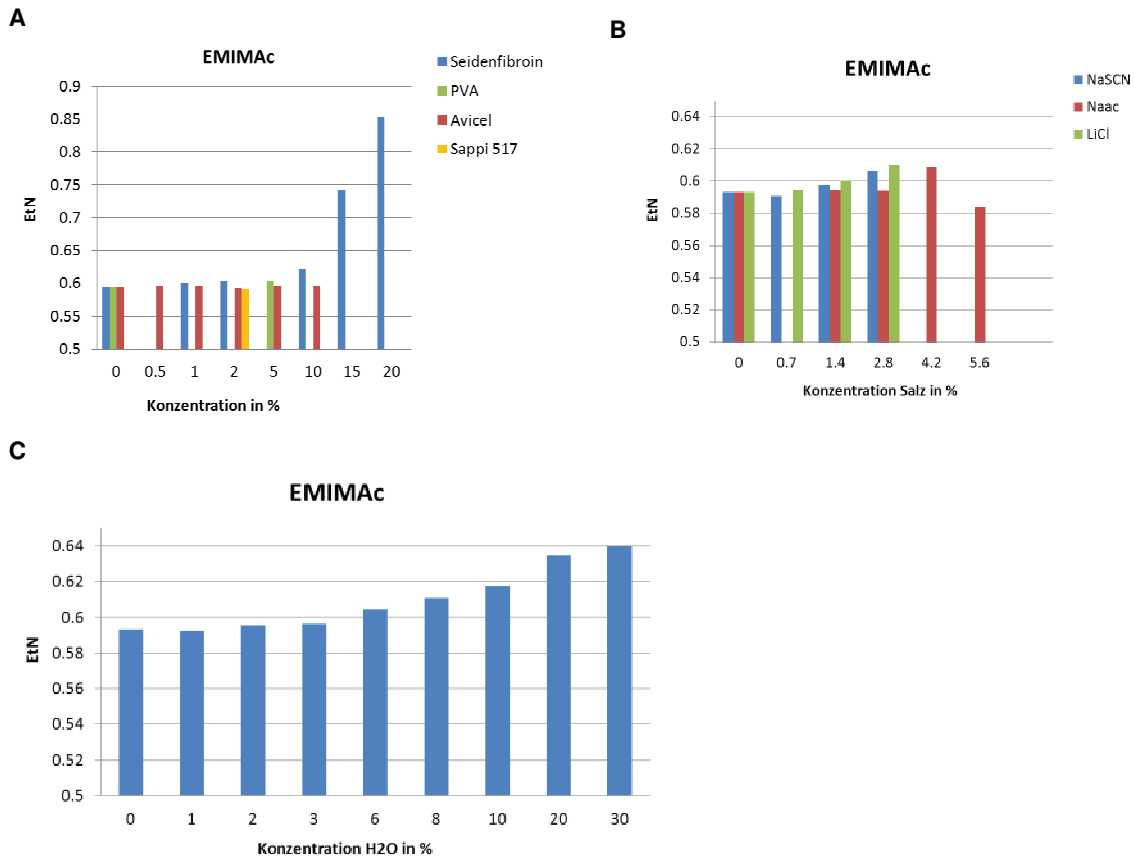 A
EMIMAc
EtN
0.9
0.85
0.8
0.75
0.7
0.65
0.6
0.55
0.5
0 0.5 1 2 5 10 15 20
Konzentration in %
Seidenfibroin
PVA
Avicel
Sappi 517
B
EMIMAc
EtN
0.64
0.62
0.6
0.58
0.56
0.54
0.52
0.5
0 0.7 1.4 2.8 4.2 5.6
Konzentration Salz in %
NaSCN
Naac
LiCl
C
EMIMAc
EtN
0.64
0.62
0.6
0.58
0.56
0.54
0.52
0.5
0 1 2 3 6 8 10 20 30
Konzentration H2O in %